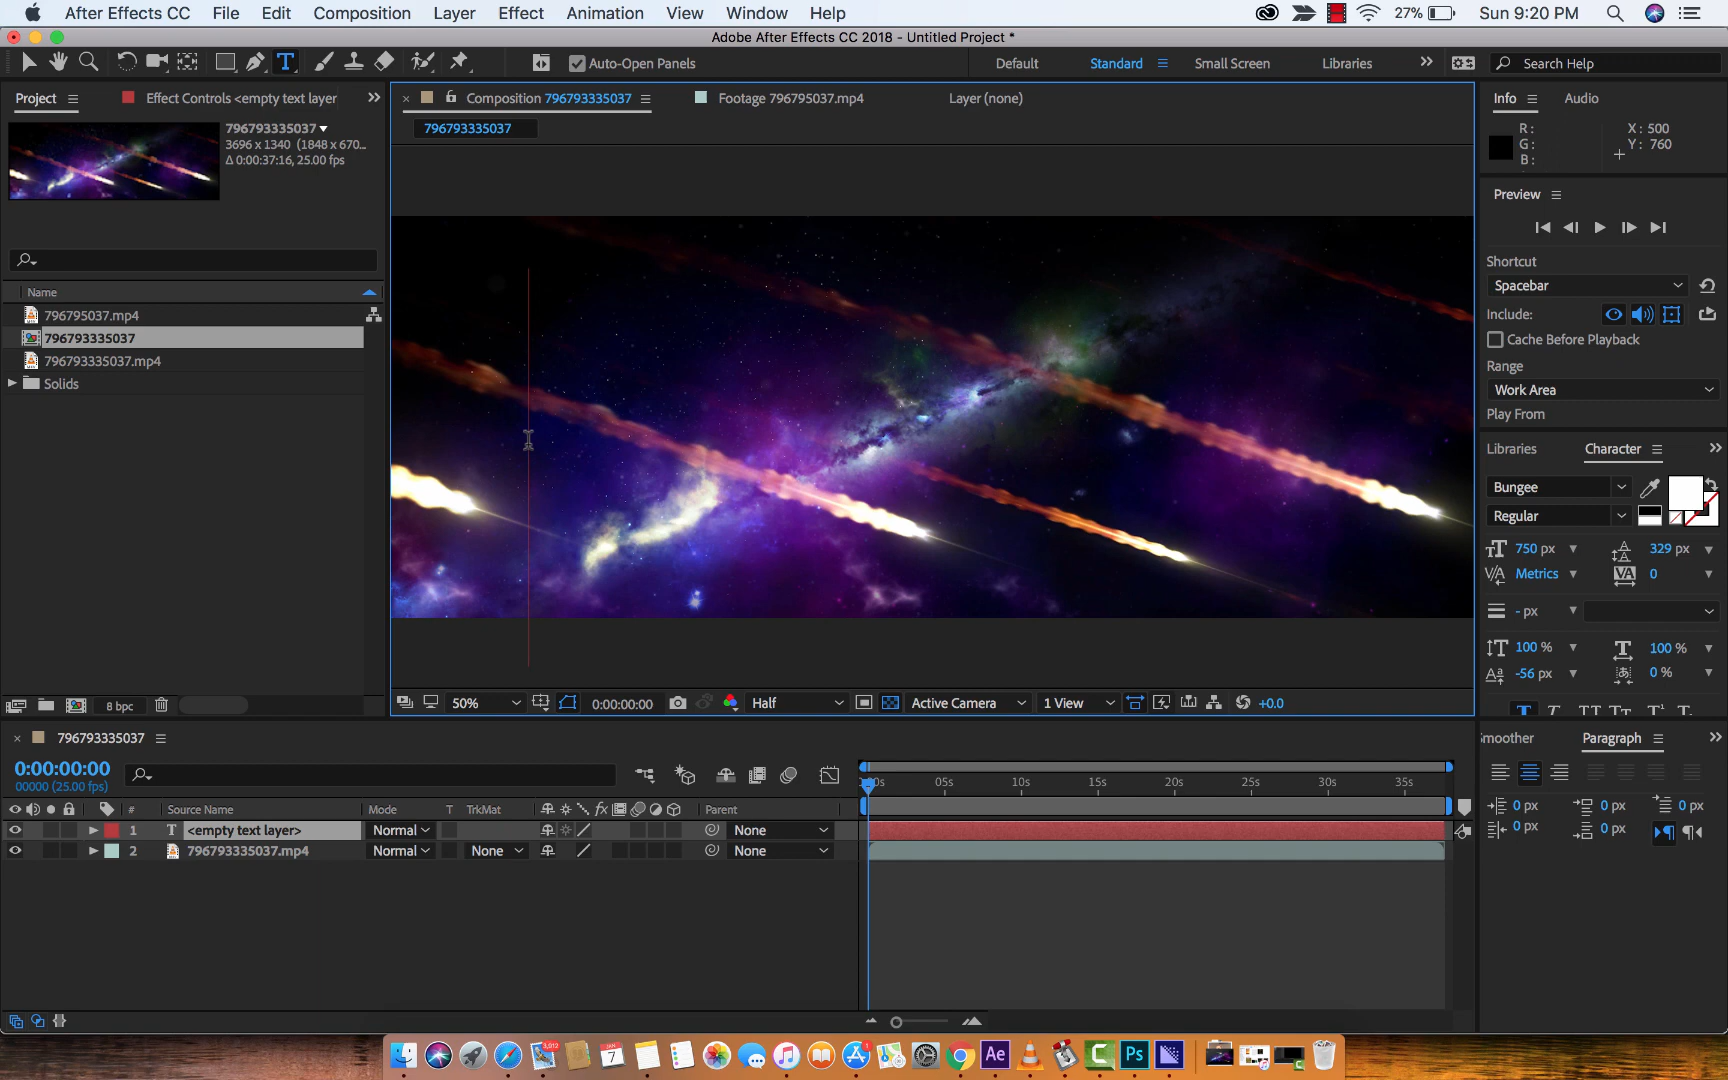 After Effects CC File Edit Composition Layer Effect Animation View Window Help 27% Sun 9:20 PM
Adobe After Effects CC 2018 - Untitled Project *
Auto-Open Panels Default Standard Small Screen Libraries Search Help
Project Effect Controls <empty text layer Composition 796793335037 Footage 796795037.mp4 Layer (none) Info Audio
796793335037
3696 x 1340 (1848 x 670...
Δ 0:00:37:16, 25.00 fps
796793335037
R: X: 500
G: Y: 760
B:
Preview
Shortcut
Spacebar
Include:
Cache Before Playback
Range
Work Area
Play From
Name
796795037.mp4
796793335037
796793335037.mp4
Solids
Libraries Character
Bungee
Regular
750 px 329 px
Metrics 0
- px
100 % 100 %
-56 px 0 %
8 bpc
50% 0:00:00:00 Half Active Camera 1 View +0.0
796793335037
Smoother Paragraph
0:00:00:00
00000 (25.00 fps)
05s 10s 15s 20s 25s 30s 35s
# Source Name Mode T TrkMat Parent
1 T <empty text layer> Normal None
2 796793335037.mp4 Normal None None
0 px 0 px 0 px
0 px 0 px
JAN
7
3,912
1
Ae Ps